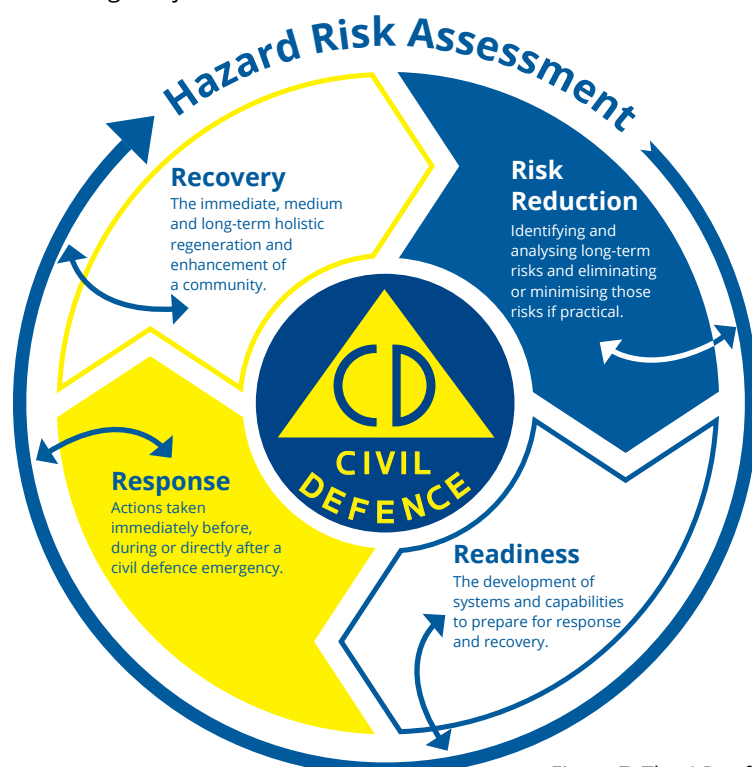 Hazard Risk Assessment
Recovery
The immediate, medium
and long-term holistic
regeneration and
enhancement of
a community.
Risk
Reduction
Identifying and
analysing long-term
risks and eliminating
or minimising those
risks if practical.
CD
CIVIL
DEFENCE
Response
Actions taken
immediately before,
during or directly after a
civil defence emergency.
Readiness
The development of
systems and capabilities
to prepare for response
and recovery.